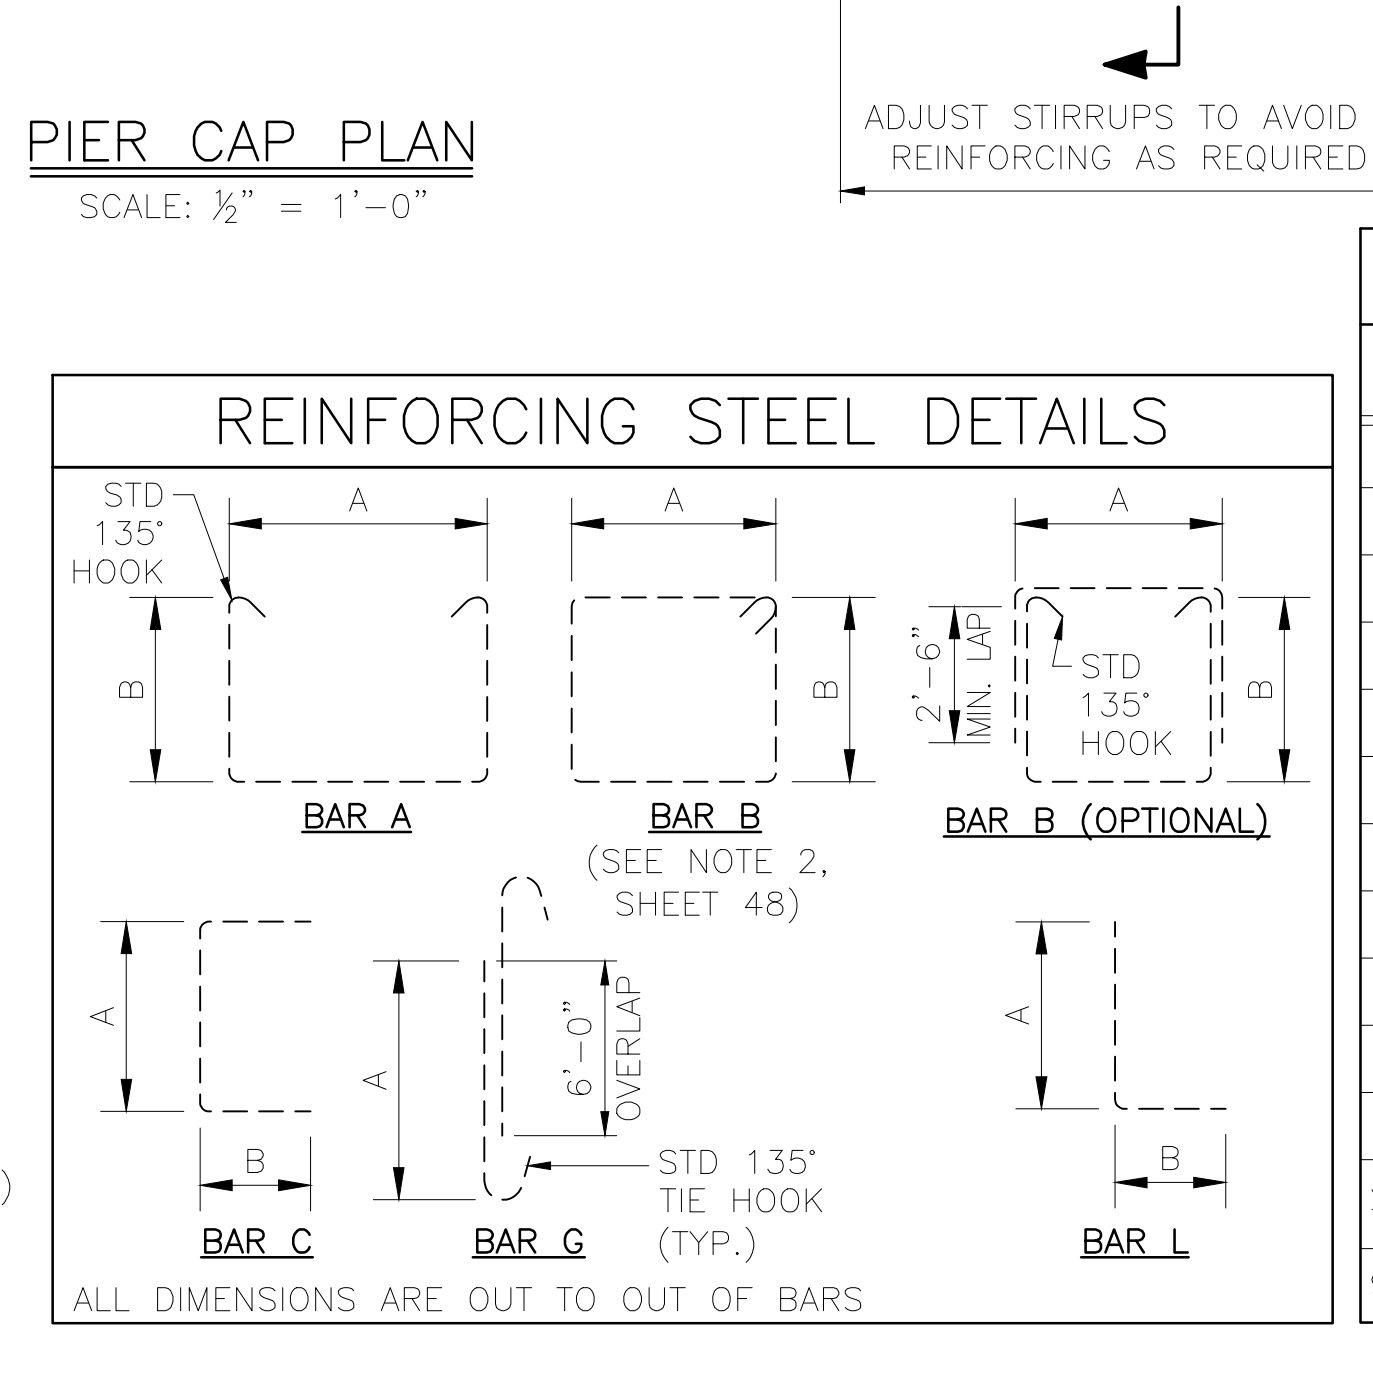 PIER CAP PLAN
SCALE: ½" = 1'-0"
ADJUST STIRRUPS TO AVOID
REINFORCING AS REQUIRED
REINFORCING STEEL DETAILS
STD
135°
HOOK
A
B
BAR A
A
B
BAR B
(SEE NOTE 2,
SHEET 48)
A
2'-6"
MIN. LAP
STD
135°
HOOK
B
BAR B (OPTIONAL)
A
B
BAR C
A
6'-0"
OVERLAP
STD 135°
TIE HOOK
(TYP.)
BAR G
A
B
BAR L
)
ALL DIMENSIONS ARE OUT TO OUT OF BARS